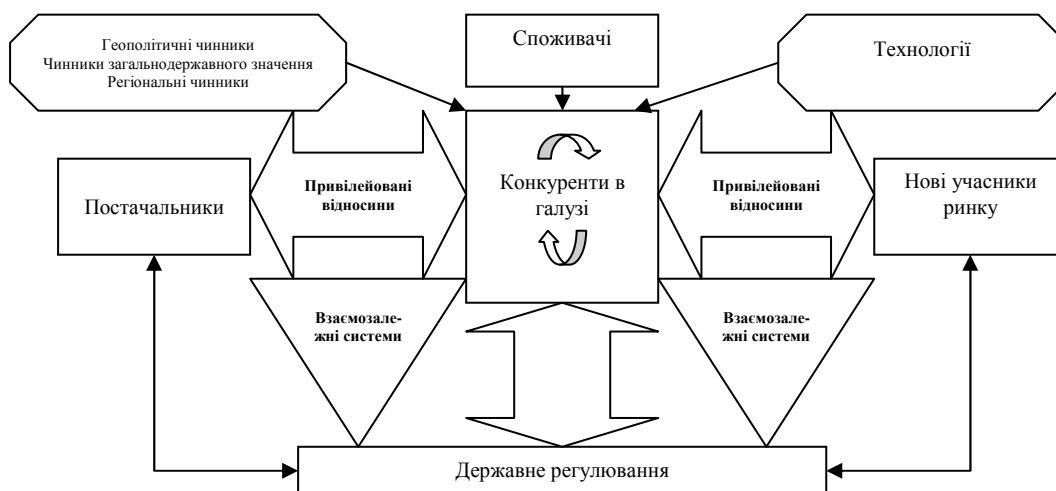 Геополітичні чинники
Чинники загальнодержавного значення
Регіональні чинники
Споживачі
Технології
Постачальники
Привілейовані
відносини
Конкуренти в
галузі
Привілейовані
відносини
Нові учасники
ринку
Взаємозале-
жні системи
Взаємозале-
жні системи
Державне регулювання